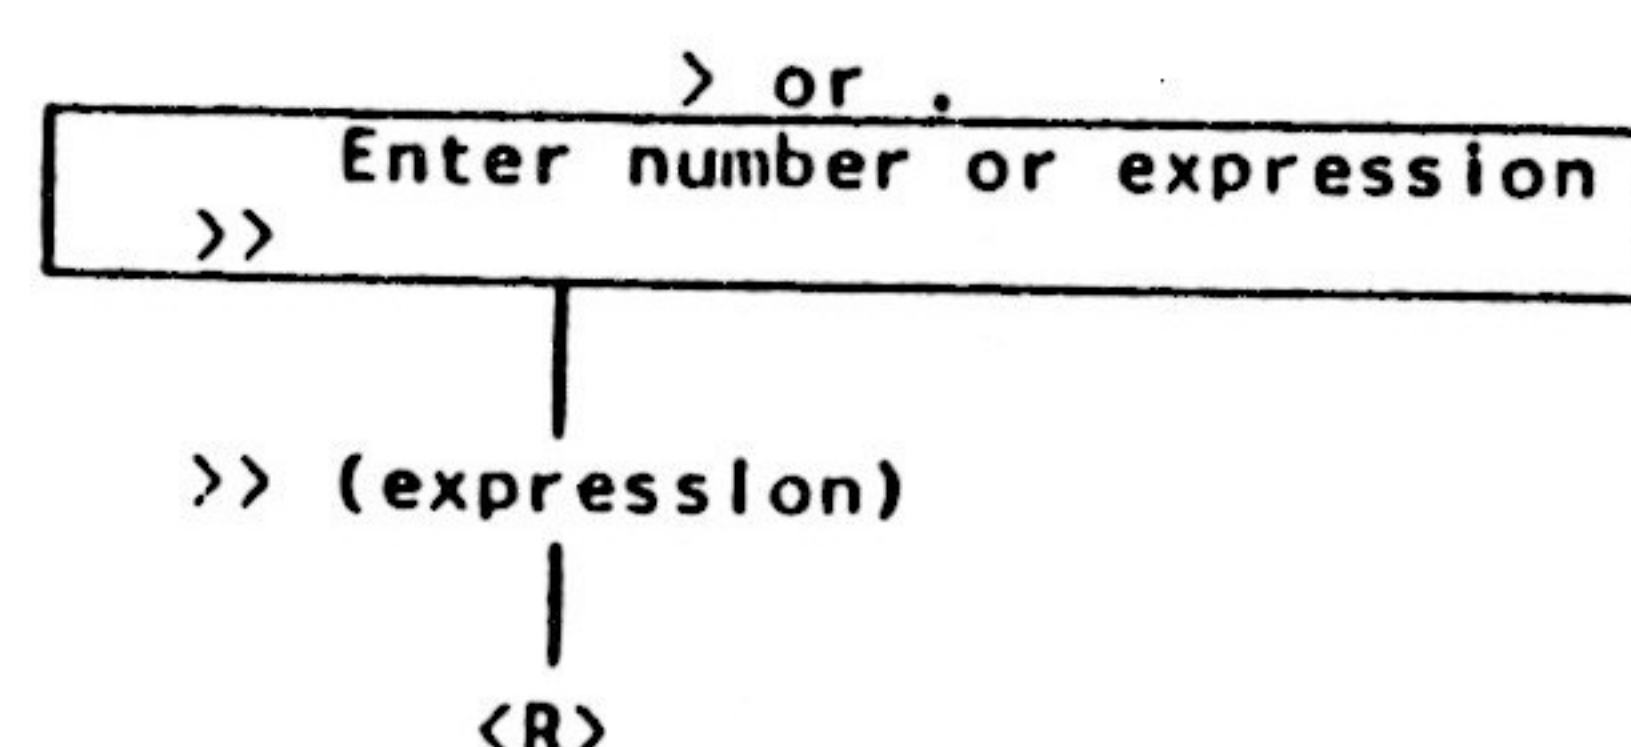 > or .
Enter number or expression
>>
>> (expression)
<R>